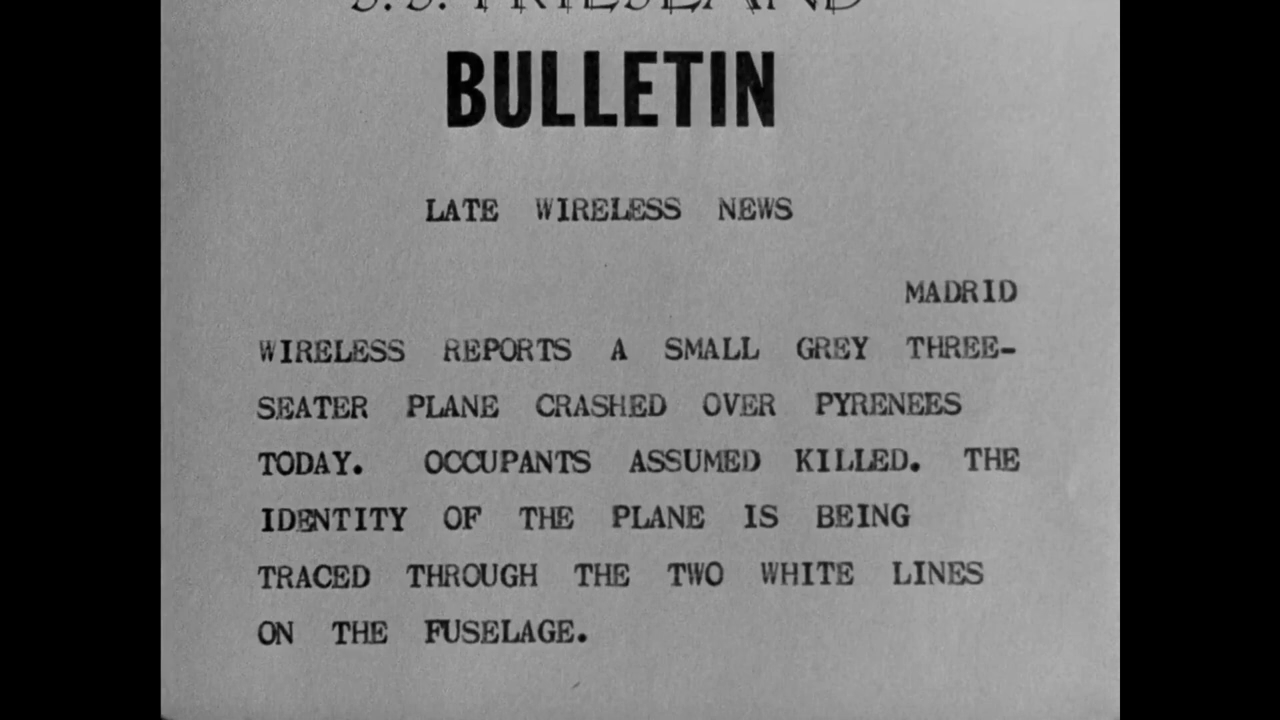 S.S. FRIESLAND
BULLETIN
LATE WIRELESS NEWS
MADRID
WIRELESS REPORTS A SMALL GREY THREE-
SEATER PLANE CRASHED OVER PYRENEES
TODAY. OCCUPANTS ASSUMED KILLED. THE
IDENTITY OF THE PLANE IS BEING
TRACED THROUGH THE TWO WHITE LINES
ON THE FUSELAGE.